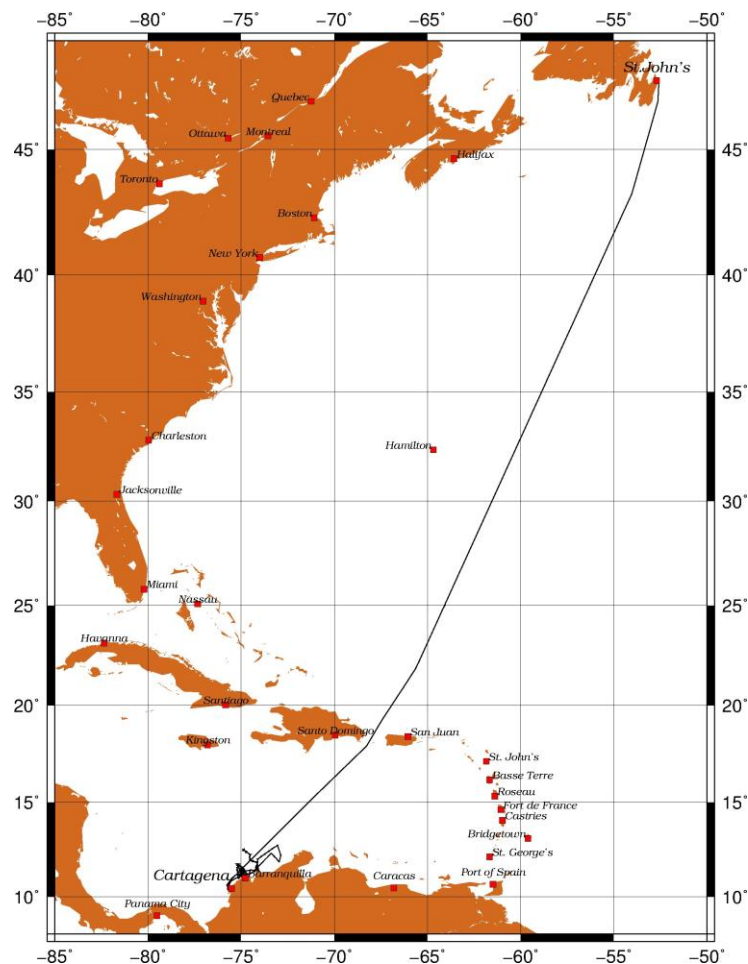 −85° −80° −75° −70° −65° −60° −55° −50°
St.John's
Quebec
Ottawa Montreal
45° 45°
Halifax
Toronto
Boston
New York
40° 40°
Washington
35° 35°
Charleston
Hamilton
Jacksonville
30° 30°
Miami
Nassau
25° 25°
Havanna
Santiago
20° 20°
Kingston Santo Domingo San Juan
St. John's
Basse Terre
Roseau
15° 15°
Fort de France
Castries
Bridgetown
St. George's
Cartagena Barranquilla Caracas Port of Spain
10° 10°
Panama City
−85° −80° −75° −70° −65° −60° −55° −50°